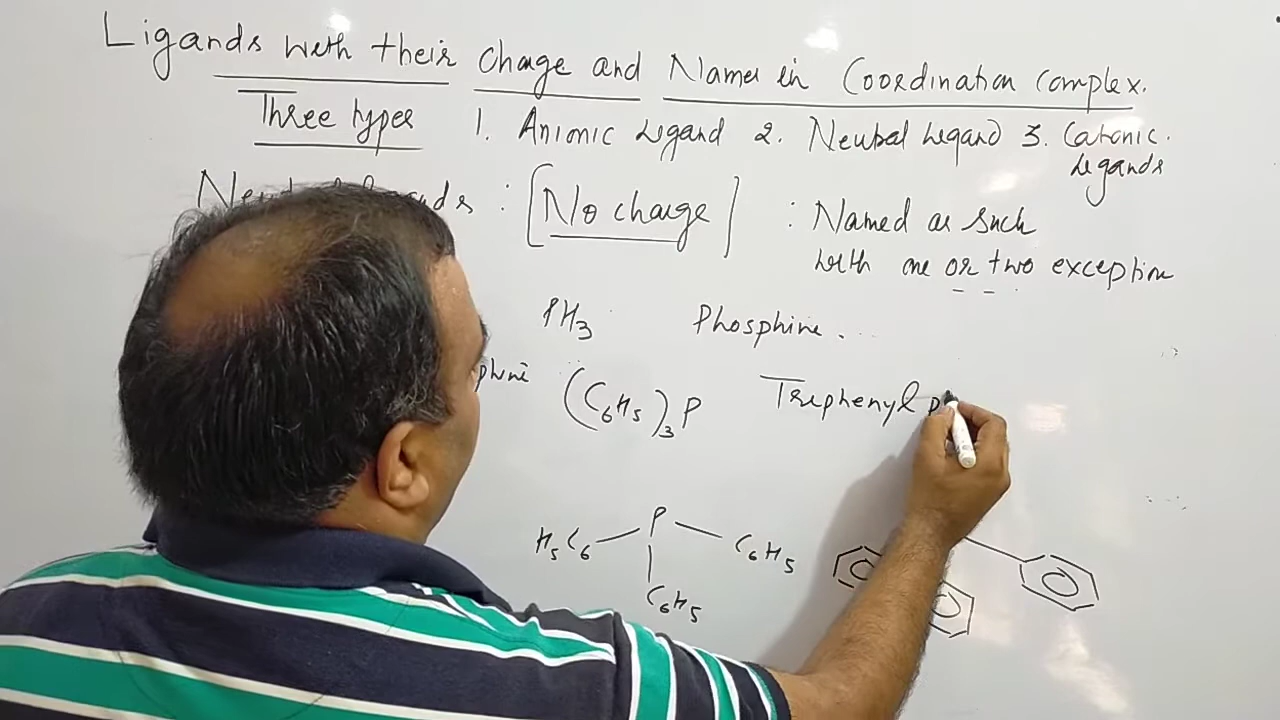 Ligands with their Charge and Names in Coordination Complex.
Three types 1. Anionic Ligand 2. Neutral Ligand 3. Cationic Ligands
: [No charge] : Named as such
with one or two exception
PH3 Phosphine.
phine (C6H5)3P Triphenyl p
P
H5C6 C6H5
C6H5